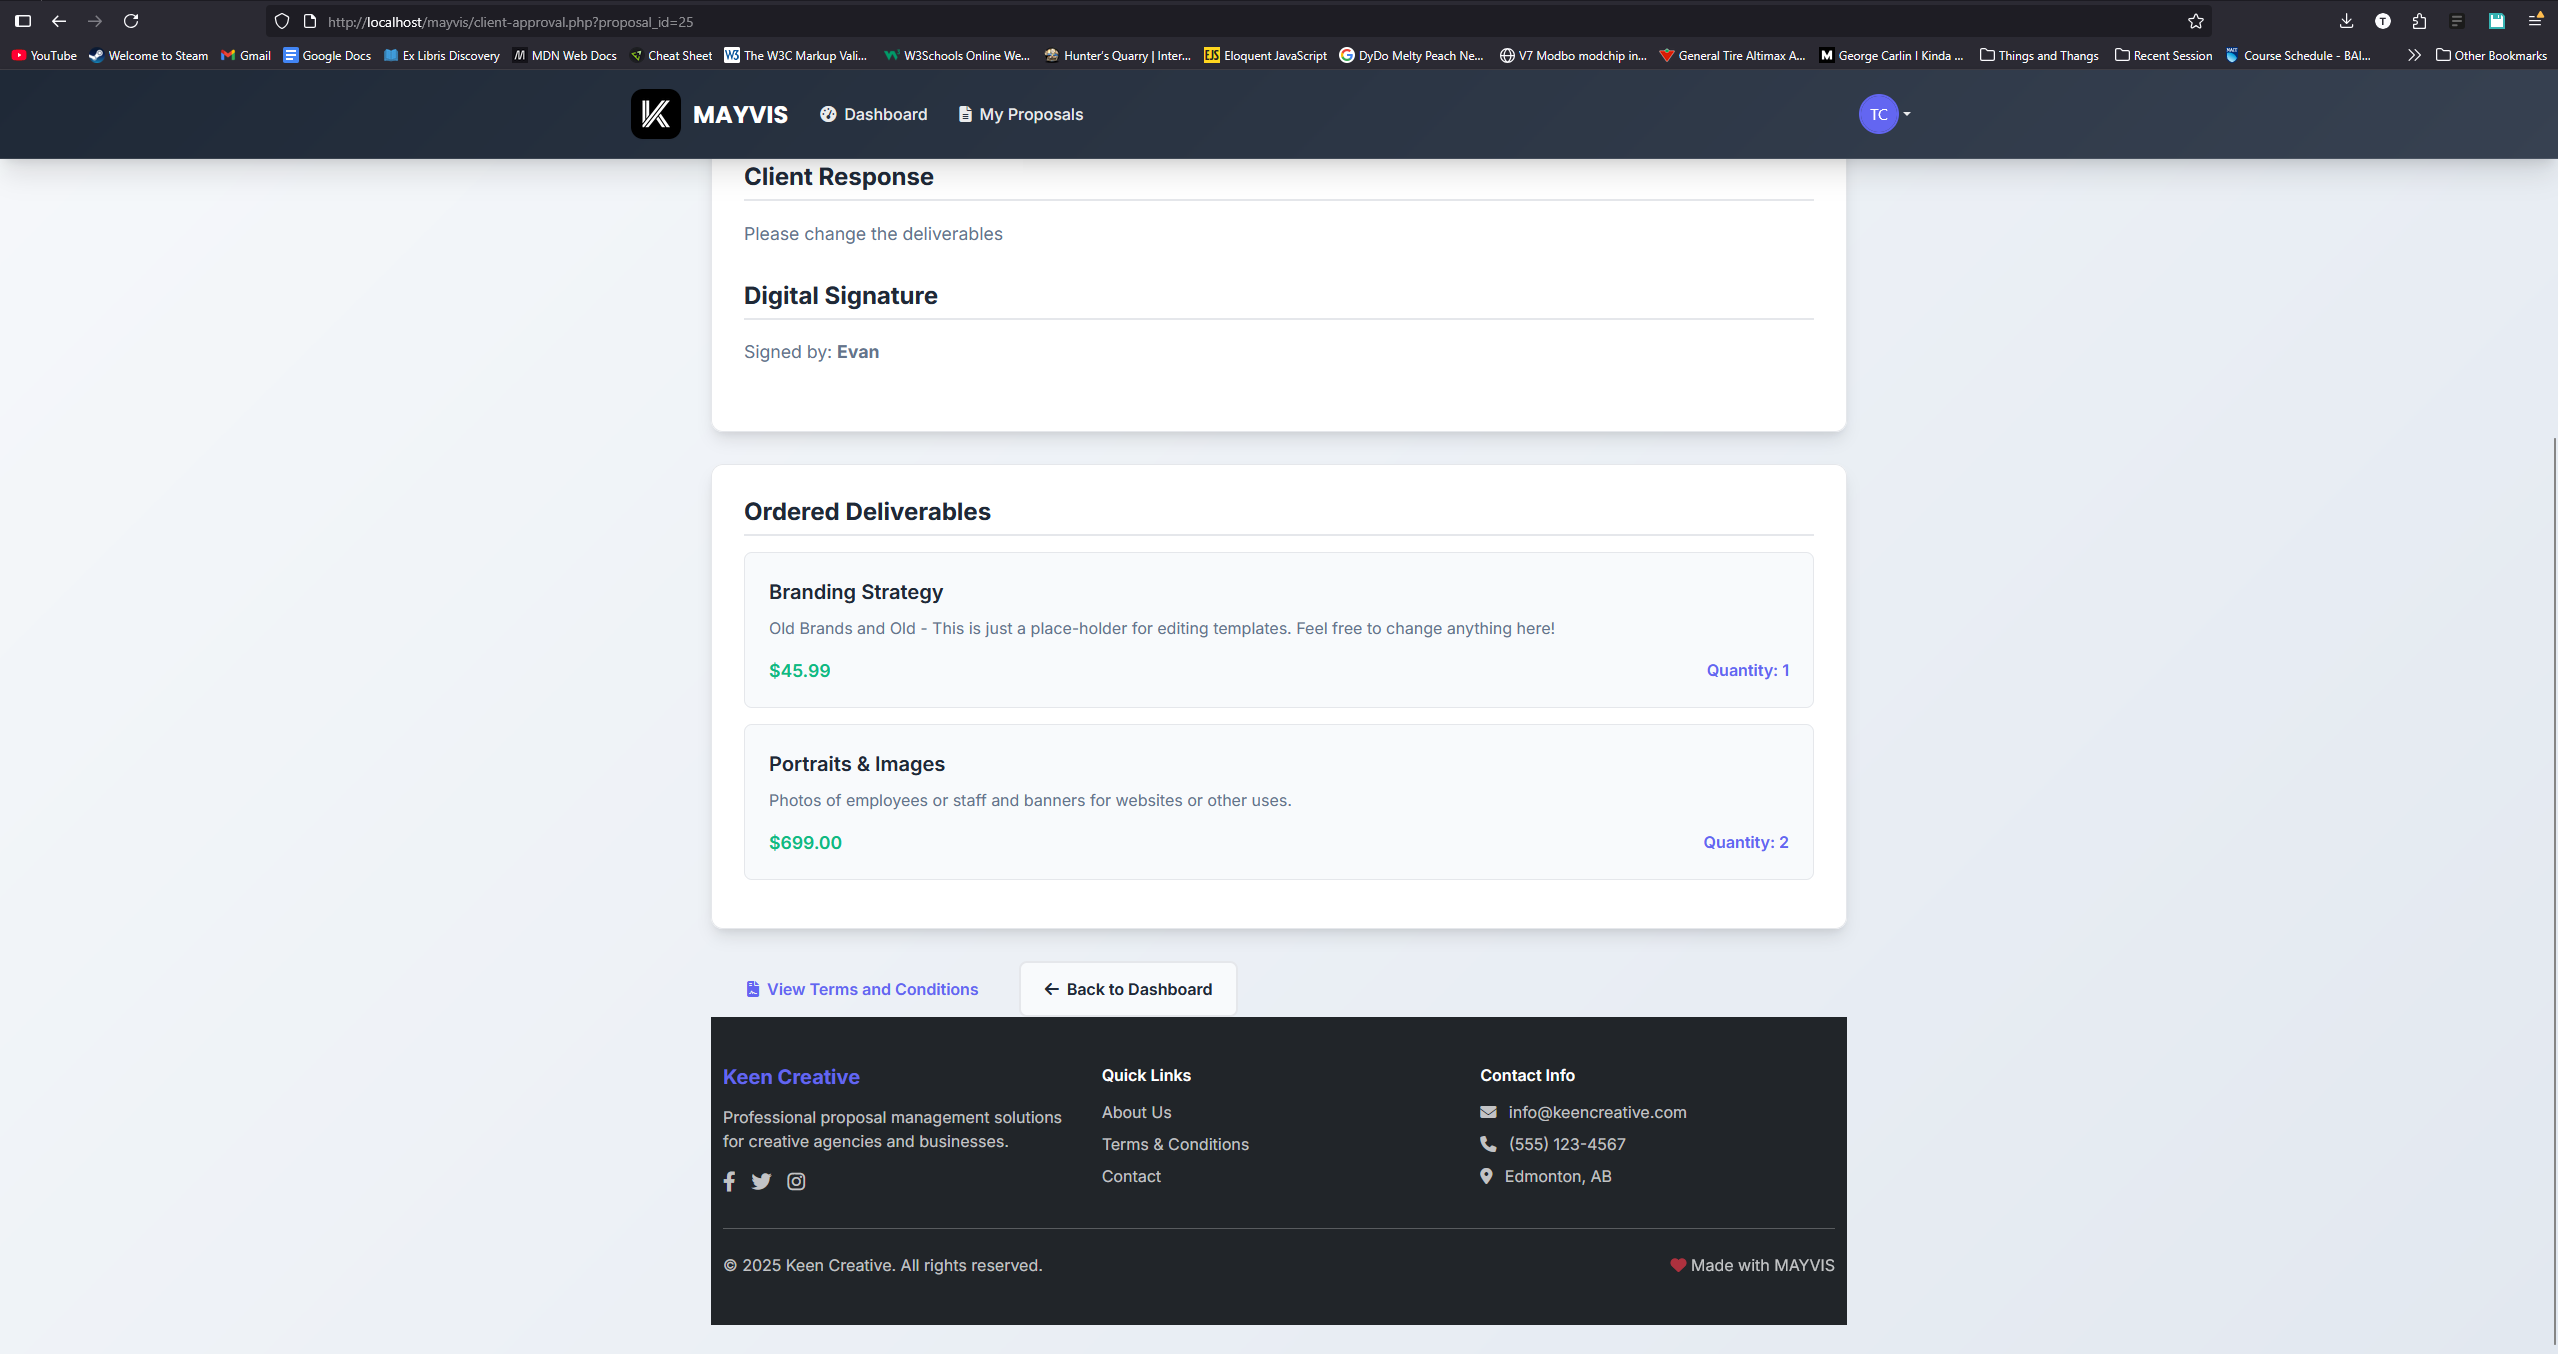 http://localhost/mayvis/client-approval.php?proposal_id=25
YouTube
Welcome to Steam
Gmail
Google Docs
Ex Libris Discovery
MDN Web Docs
Cheat Sheet
The W3C Markup Vali...
W3Schools Online We...
Hunter's Quarry | Inter...
Eloquent JavaScript
DyDo Melty Peach Ne...
V7 Modbo modchip in...
General Tire Altimax A...
George Carlin I Kinda ...
Things and Thangs
Recent Session
Course Schedule - BAI...
Other Bookmarks
MAYVIS
Dashboard
My Proposals
TC
Client Response
Please change the deliverables
Digital Signature
Signed by: Evan
Ordered Deliverables
Branding Strategy
Old Brands and Old - This is just a place-holder for editing templates. Feel free to change anything here!
$45.99
Quantity: 1
Portraits & Images
Photos of employees or staff and banners for websites or other uses.
$699.00
Quantity: 2
View Terms and Conditions
Back to Dashboard
Keen Creative
Professional proposal management solutions
for creative agencies and businesses.
Quick Links
About Us
Terms & Conditions
Contact
Contact Info
info@keencreative.com
(555) 123-4567
Edmonton, AB
© 2025 Keen Creative. All rights reserved.
Made with MAYVIS